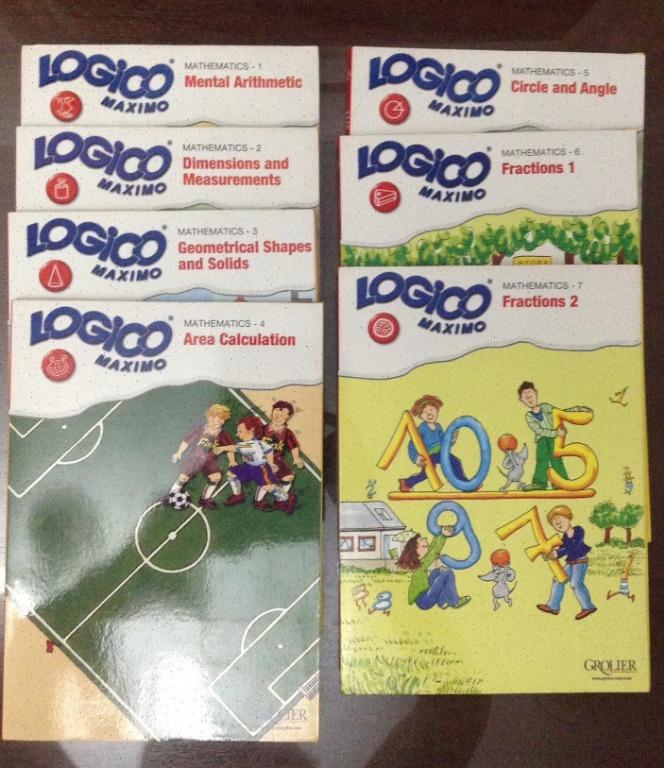 LOGiCO®
MAXIMO
MATHEMATICS - 1
Mental Arithmetic
LOGiCO®
MAXIMO
MATHEMATICS - 2
Dimensions and
Measurements
LOGiCO®
MAXIMO
MATHEMATICS - 3
Geometrical Shapes
and Solids
LOGiCO®
MAXIMO
MATHEMATICS - 4
Area Calculation
Fink
GROLIER
LOGiCO®
MAXIMO
MATHEMATICS - 5
Circle and Angle
LOGiCO®
MAXIMO
MATHEMATICS - 6
Fractions 1
LOGiCO®
MAXIMO
MATHEMATICS - 7
Fractions 2
10 5
9 7
GROLIER